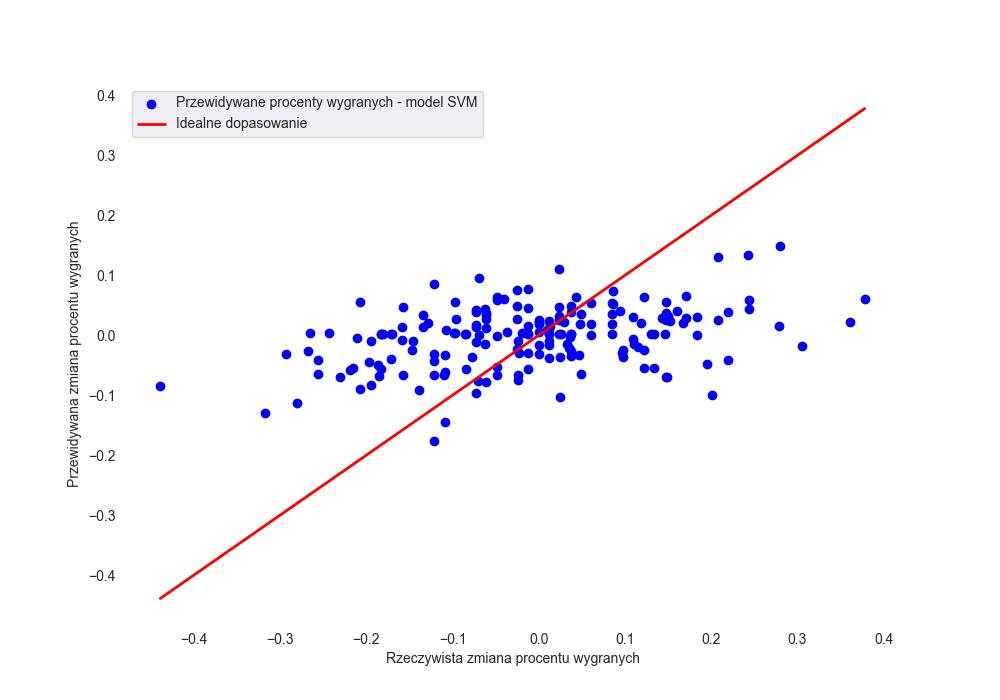 Przewidywane procenty wygranych - model SVM
Idealne dopasowanie
0.4
0.3
0.2
0.1
0.0
−0.1
−0.2
−0.3
−0.4
Przewidywana zmiana procentu wygranych
−0.4 −0.3 −0.2 −0.1 0.0 0.1 0.2 0.3 0.4
Rzeczywista zmiana procentu wygranych